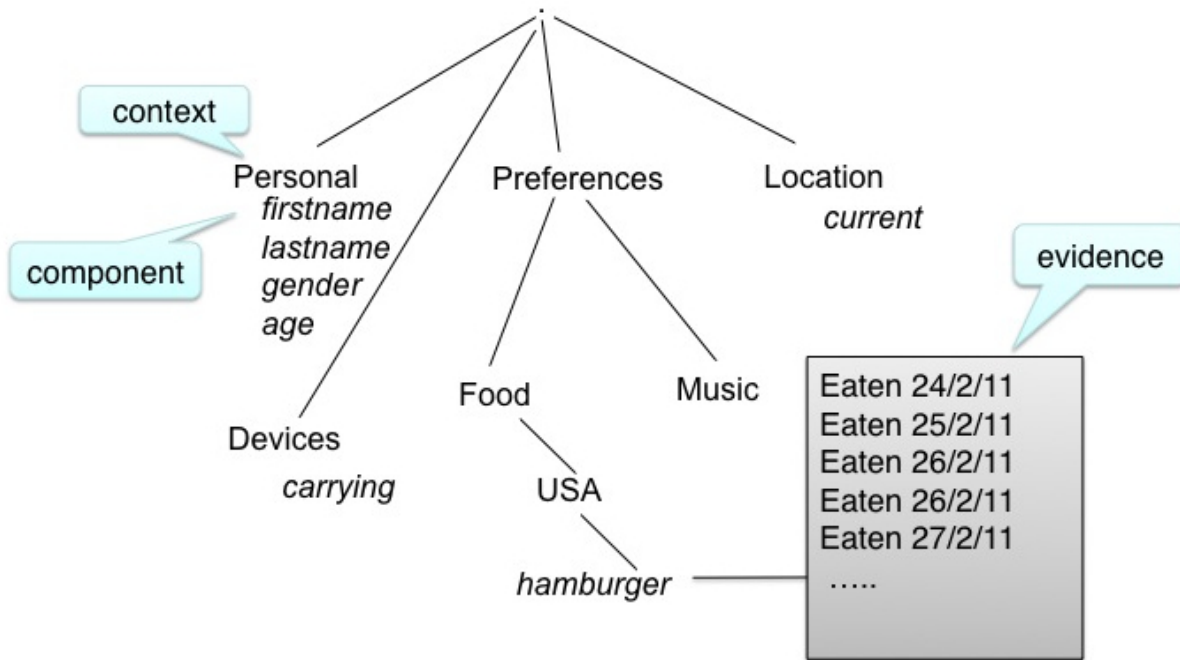 .
context
Personal
firstname
lastname
gender
age
component
Preferences
Location
current
evidence
Food
Music
Devices
carrying
USA
hamburger
Eaten 24/2/11
Eaten 25/2/11
Eaten 26/2/11
Eaten 26/2/11
Eaten 27/2/11
.....